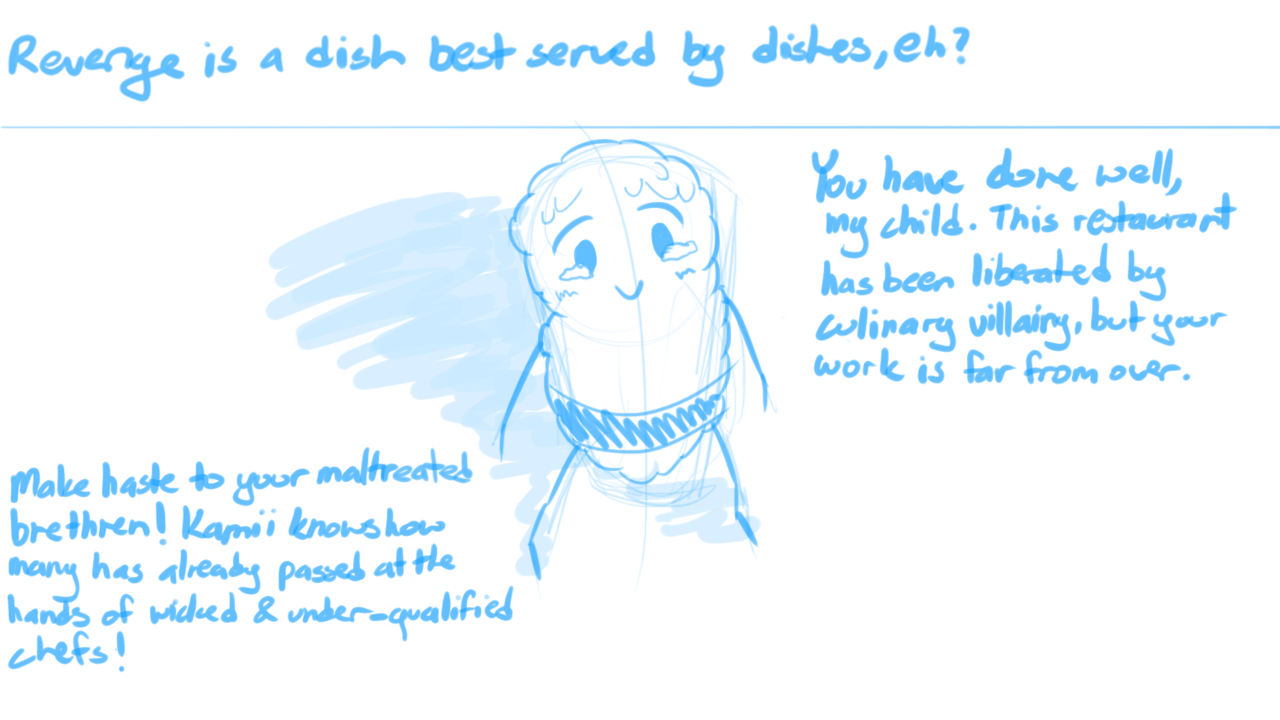 Revenge is a dish best served by dishes, eh?
You have done well,
my child. This restaurant
has been liberated by
culinary villainy, but your
work is far from over.
Make haste to your maltreated
brethren! Kamii knows how
many has already passed at the
hands of wicked & under-qualified
chefs!